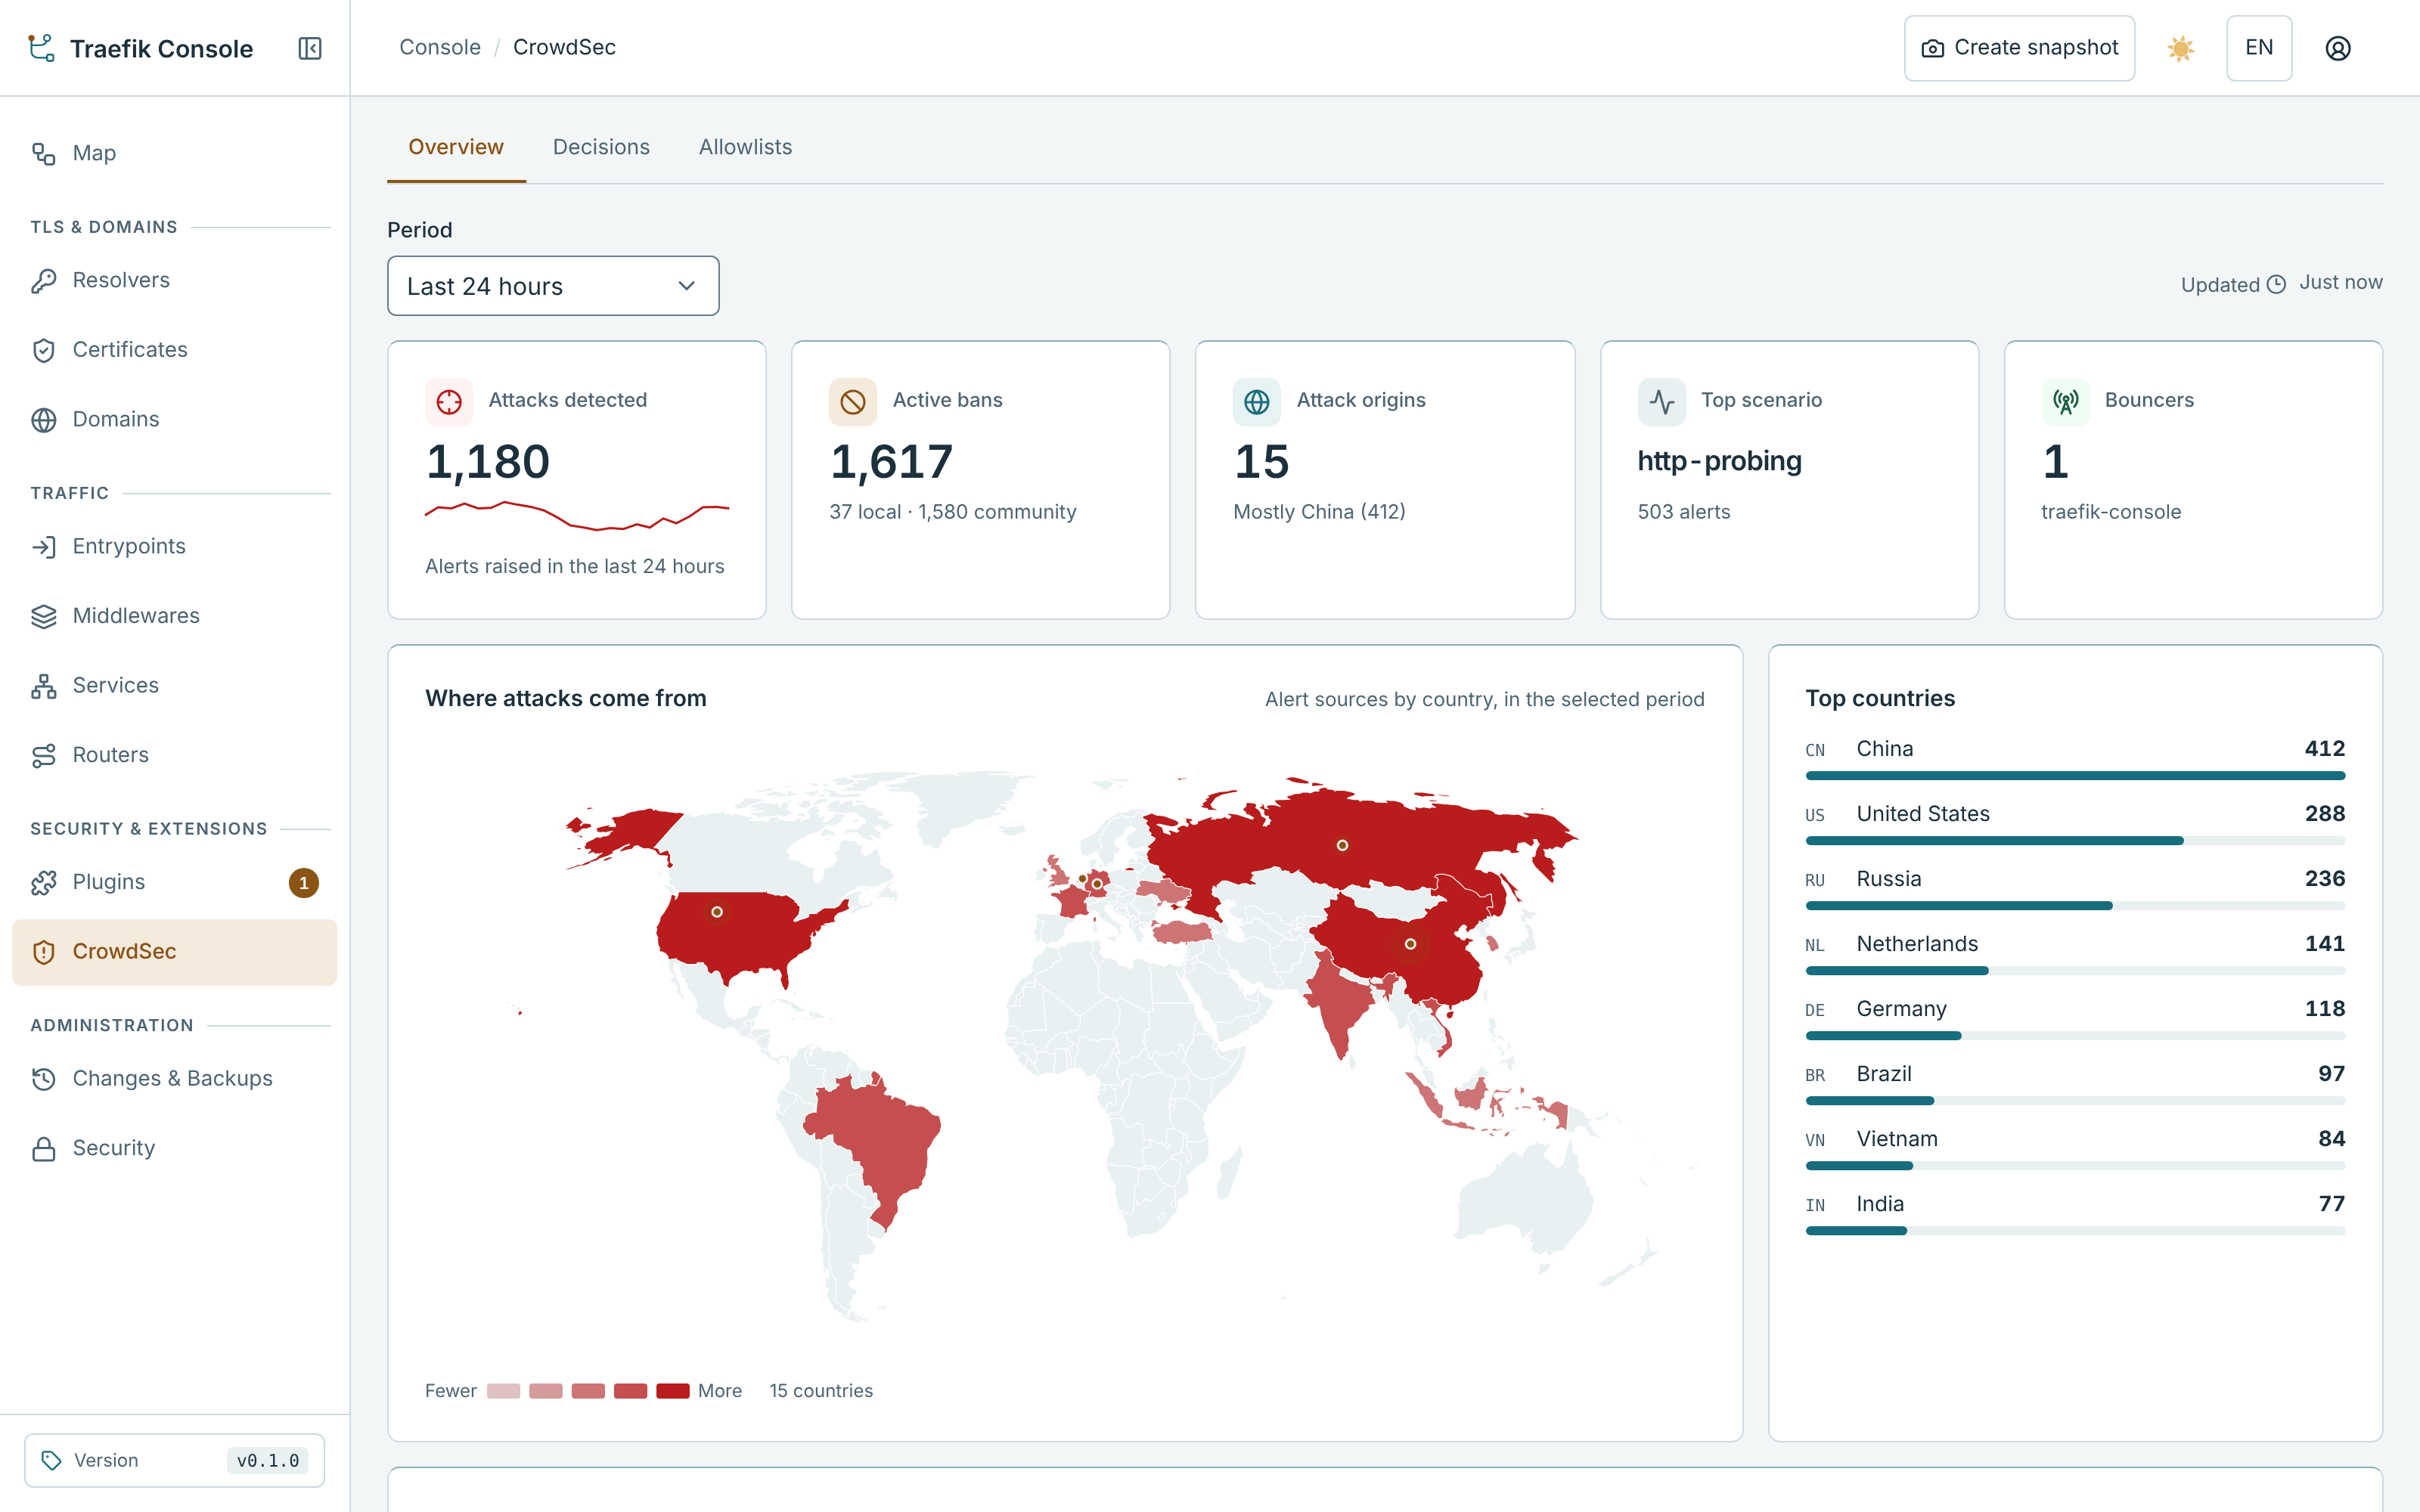 Traefik Console
Console / CrowdSec
Create snapshot
EN
Map
TLS & DOMAINS
Resolvers
Certificates
Domains
TRAFFIC
Entrypoints
Middlewares
Services
Routers
SECURITY & EXTENSIONS
Plugins 1
CrowdSec
ADMINISTRATION
Changes & Backups
Security
Version v0.1.0
Overview Decisions Allowlists
Period
Last 24 hours
Updated Just now
Attacks detected
1,180
Alerts raised in the last 24 hours
Active bans
1,617
37 local · 1,580 community
Attack origins
15
Mostly China (412)
Top scenario
http-probing
503 alerts
Bouncers
1
traefik-console
Where attacks come from
Alert sources by country, in the selected period
Fewer More 15 countries
Top countries
CN China 412
US United States 288
RU Russia 236
NL Netherlands 141
DE Germany 118
BR Brazil 97
VN Vietnam 84
IN India 77